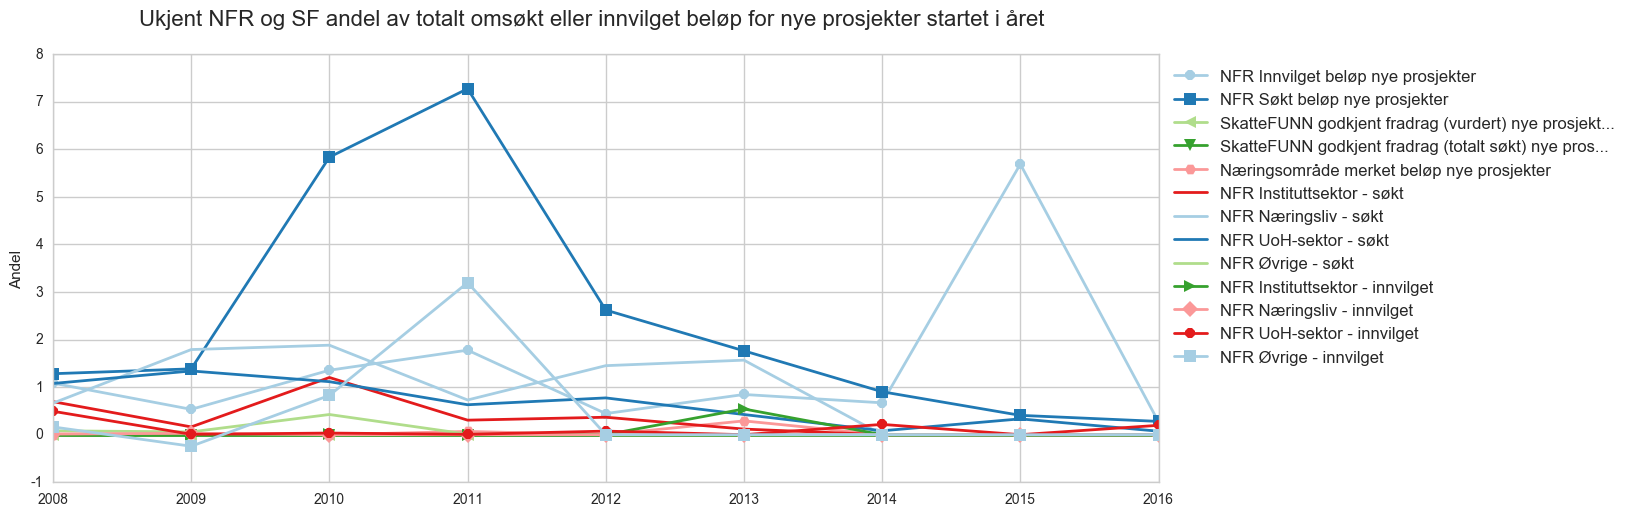 Ukjent NFR og SF andel av totalt omsøkt eller innvilget beløp for nye prosjekter startet i året
8
7
6
5
4
3
2
1
0
-1
Andel
2008 2009 2010 2011 2012 2013 2014 2015 2016
NFR Innvilget beløp nye prosjekter
NFR Søkt beløp nye prosjekter
SkatteFUNN godkjent fradrag (vurdert) nye prosjekt...
SkatteFUNN godkjent fradrag (totalt søkt) nye pros...
Næringsområde merket beløp nye prosjekter
NFR Instituttsektor - søkt
NFR Næringsliv - søkt
NFR UoH-sektor - søkt
NFR Øvrige - søkt
NFR Instituttsektor - innvilget
NFR Næringsliv - innvilget
NFR UoH-sektor - innvilget
NFR Øvrige - innvilget